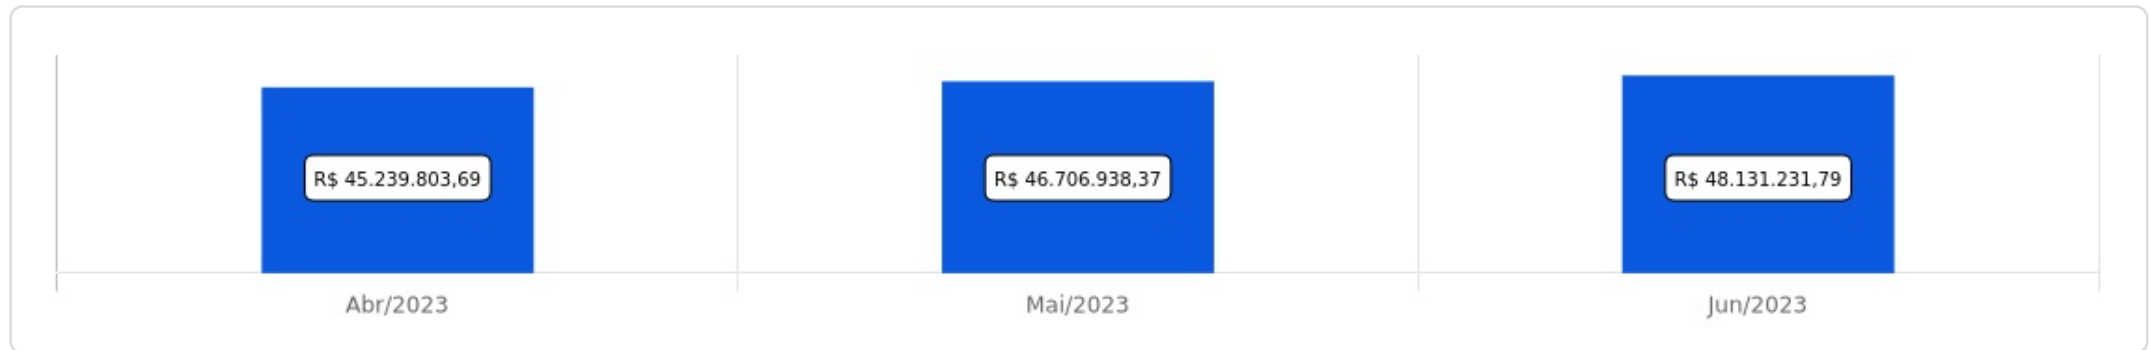 R$ 45.239.803,69
R$ 46.706.938,37
R$ 48.131.231,79
Abr/2023
Mai/2023
Jun/2023